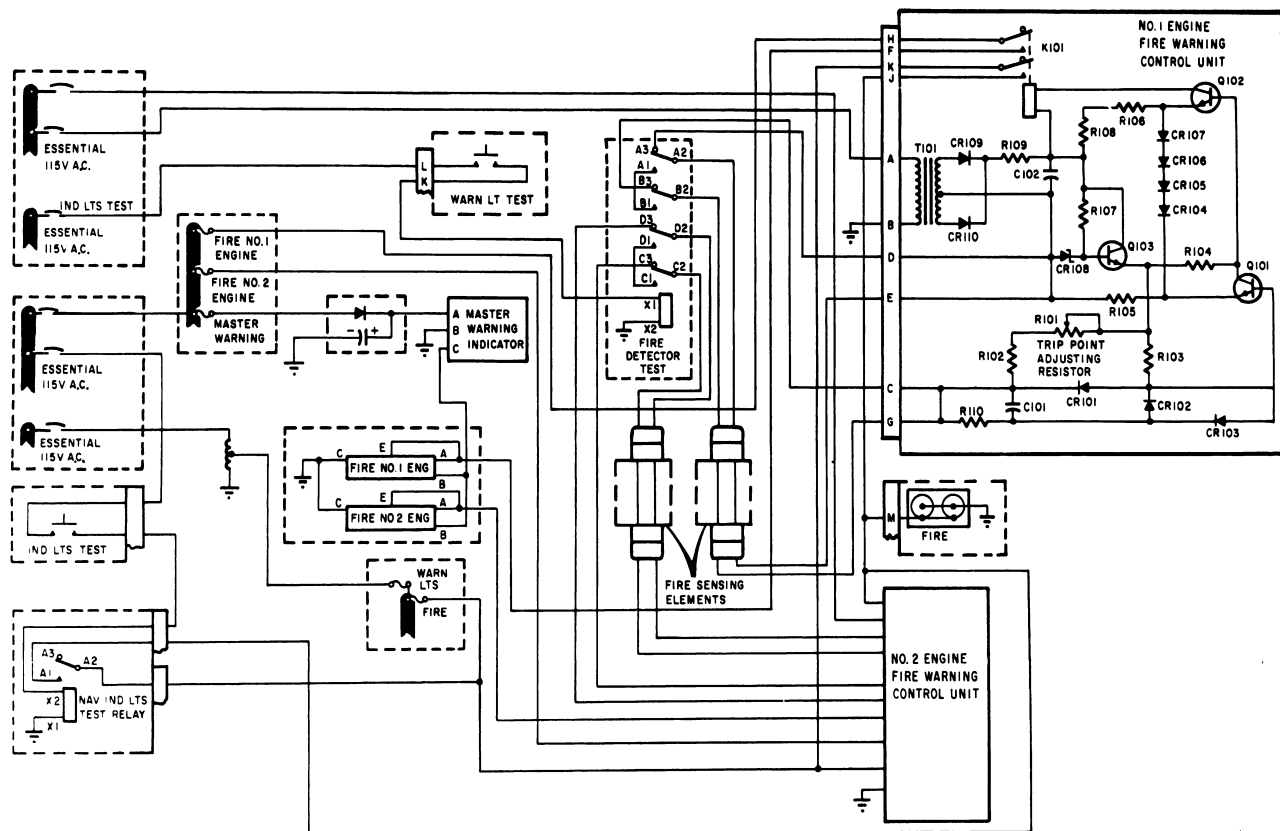 NO.1 ENGINE
FIRE WARNING
CONTROL UNIT
H
F
K
J
K101
Q102
R106
R108
CR107
CR106
CR105
CR104
CR109
R109
T101
C102
A
R107
B
CR110
Q103
R104
D
CR108
Q101
E
R105
R101
TRIP POINT
ADJUSTING
RESISTOR
R102
R103
C
CR101
C101
CR102
G
R110
CR103
ESSENTIAL
115V A.C.
IND LTS TEST
ESSENTIAL
115V A.C.
L
K
WARN LT TEST
A3
A2
A1
B3
B2
B1
D3
D2
D1
C3
C2
C1
X1
X2
FIRE
DETECTOR
TEST
FIRE NO.1
ENGINE
FIRE NO.2
ENGINE
MASTER
WARNING
- +
A MASTER
B WARNING
C INDICATOR
ESSENTIAL
115V A.C.
ESSENTIAL
115V A.C.
C
E
A
FIRE NO.1 ENG
B
C
E
A
FIRE NO 2 ENG
B
IND LTS TEST
FIRE SENSING
ELEMENTS
M
FIRE
WARN
LTS
FIRE
A3
A2
A1
X2
X1
NAV IND LTS
TEST RELAY
NO. 2 ENGINE
FIRE WARNING
CONTROL UNIT